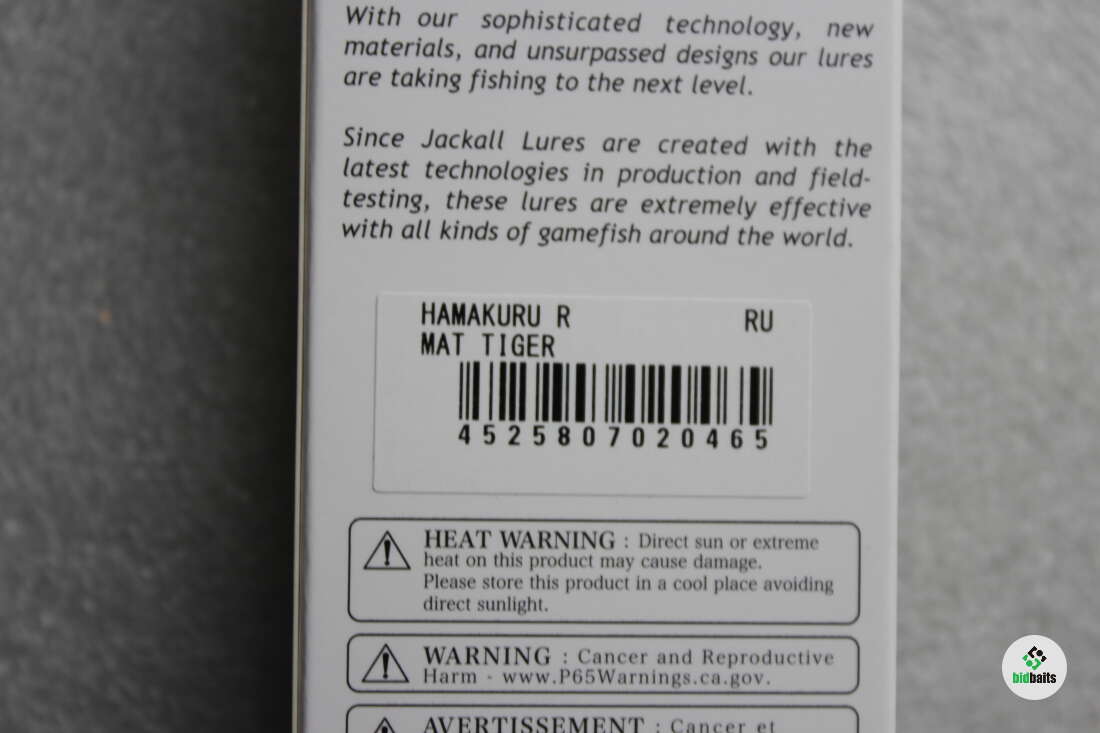 With our sophisticated technology, new
materials, and unsurpassed designs our lures
are taking fishing to the next level.
Since Jackall Lures are created with the
latest technologies in production and field-
testing, these lures are extremely effective
with all kinds of gamefish around the world.
HAMAKURU R RU
MAT TIGER
4525807020465
HEAT WARNING : Direct sun or extreme
heat on this product may cause damage.
Please store this product in a cool place avoiding
direct sunlight.
WARNING : Cancer and Reproductive
Harm - www.P65Warnings.ca.gov.
AVERTISSEMENT : Cancer et
bidbaits